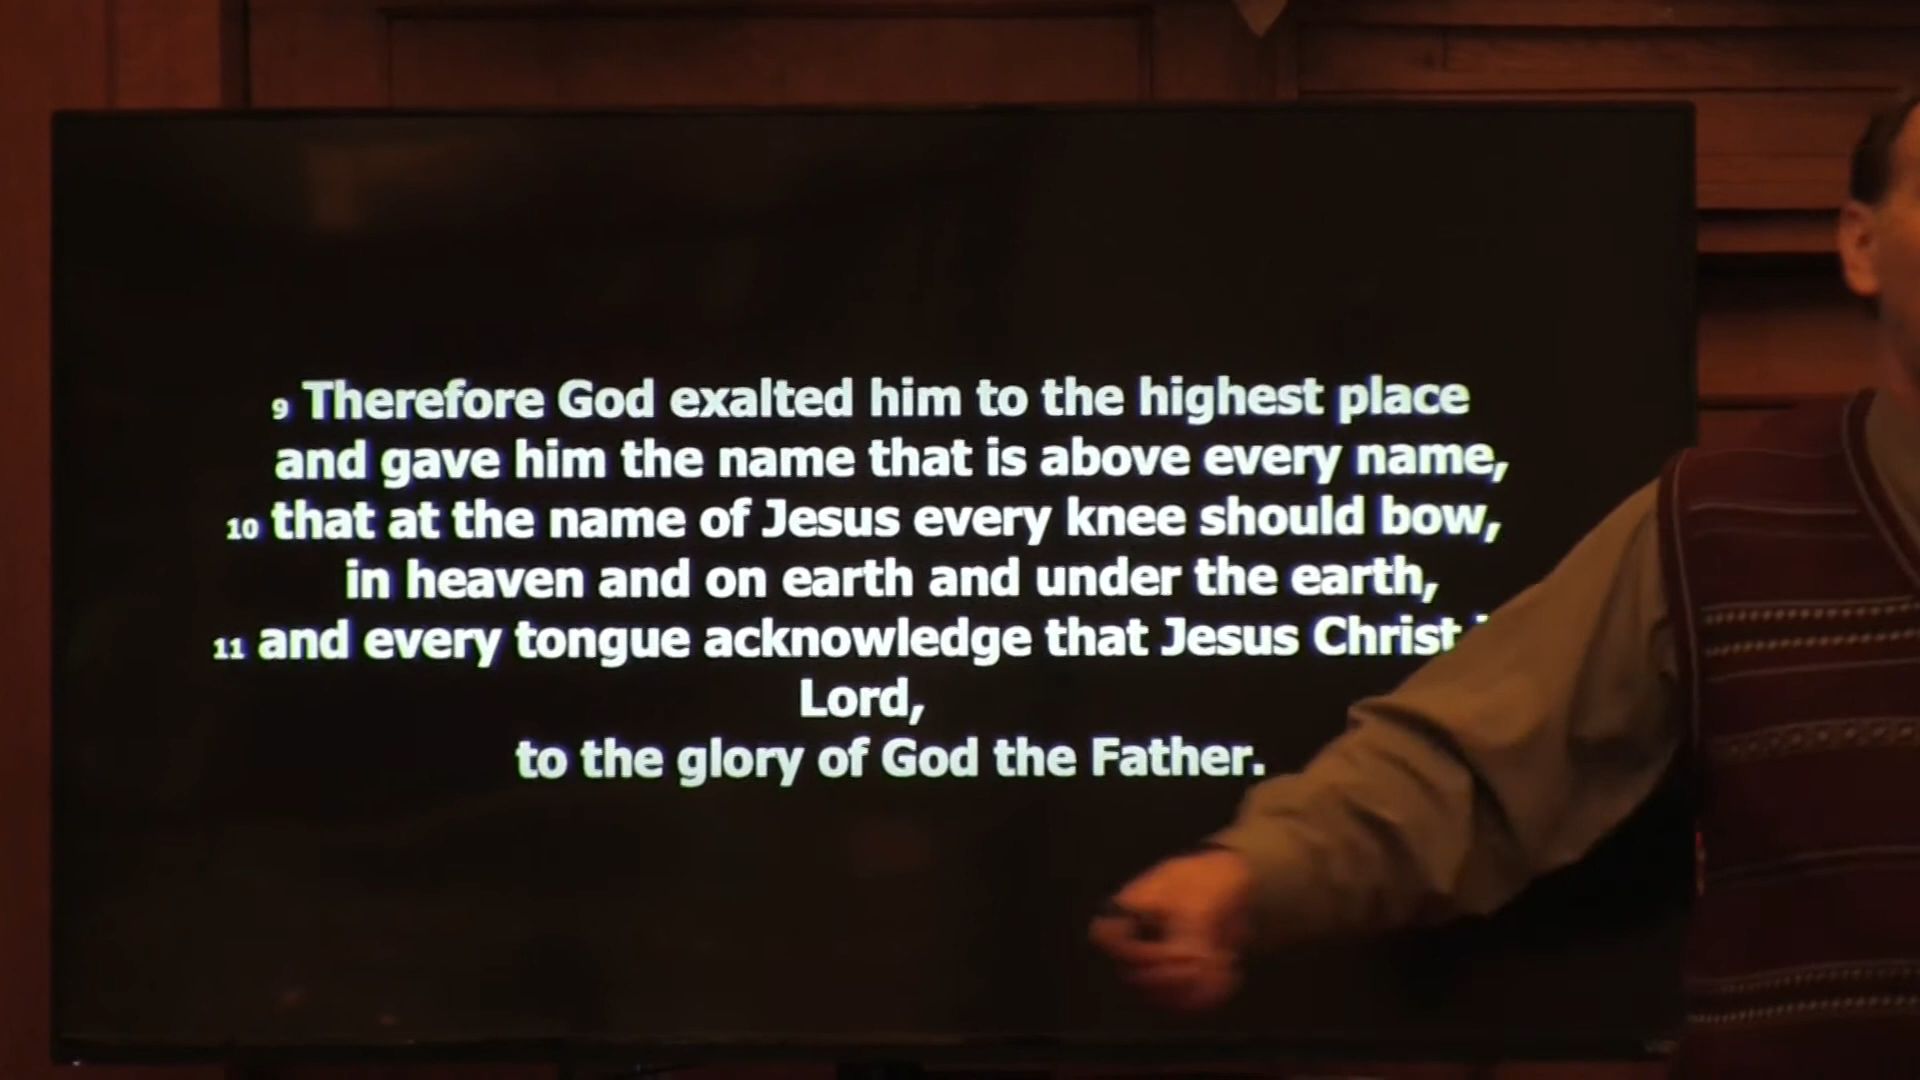 9 Therefore God exalted him to the highest place
and gave him the name that is above every name,
10 that at the name of Jesus every knee should bow,
in heaven and on earth and under the earth,
11 and every tongue acknowledge that Jesus Christ
Lord,
to the glory of God the Father.